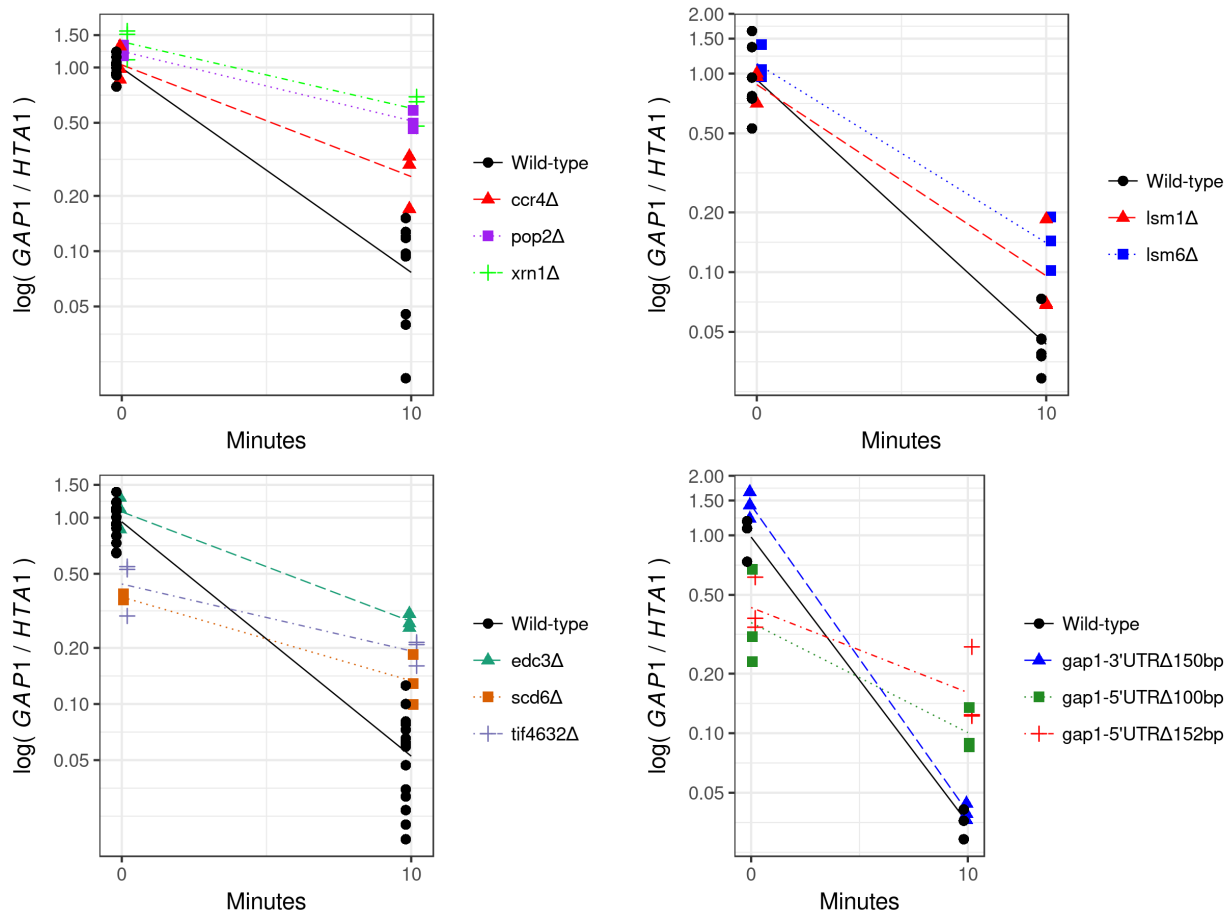 log( GAP1 / HTA1 )
1.50
1.00
0.50
0.20
0.10
0.05
0
10
Minutes
Wild-type
ccr4Δ
pop2Δ
xrn1Δ
log( GAP1 / HTA1 )
2.00
1.50
1.00
0.50
0.20
0.10
0.05
0
10
Minutes
Wild-type
lsm1Δ
lsm6Δ
log( GAP1 / HTA1 )
1.50
1.00
0.50
0.20
0.10
0.05
0
10
Minutes
Wild-type
edc3Δ
scd6Δ
tif4632Δ
log( GAP1 / HTA1 )
2.00
1.50
1.00
0.50
0.20
0.10
0.05
0
10
Minutes
Wild-type
gap1-3'UTRΔ150bp
gap1-5'UTRΔ100bp
gap1-5'UTRΔ152bp